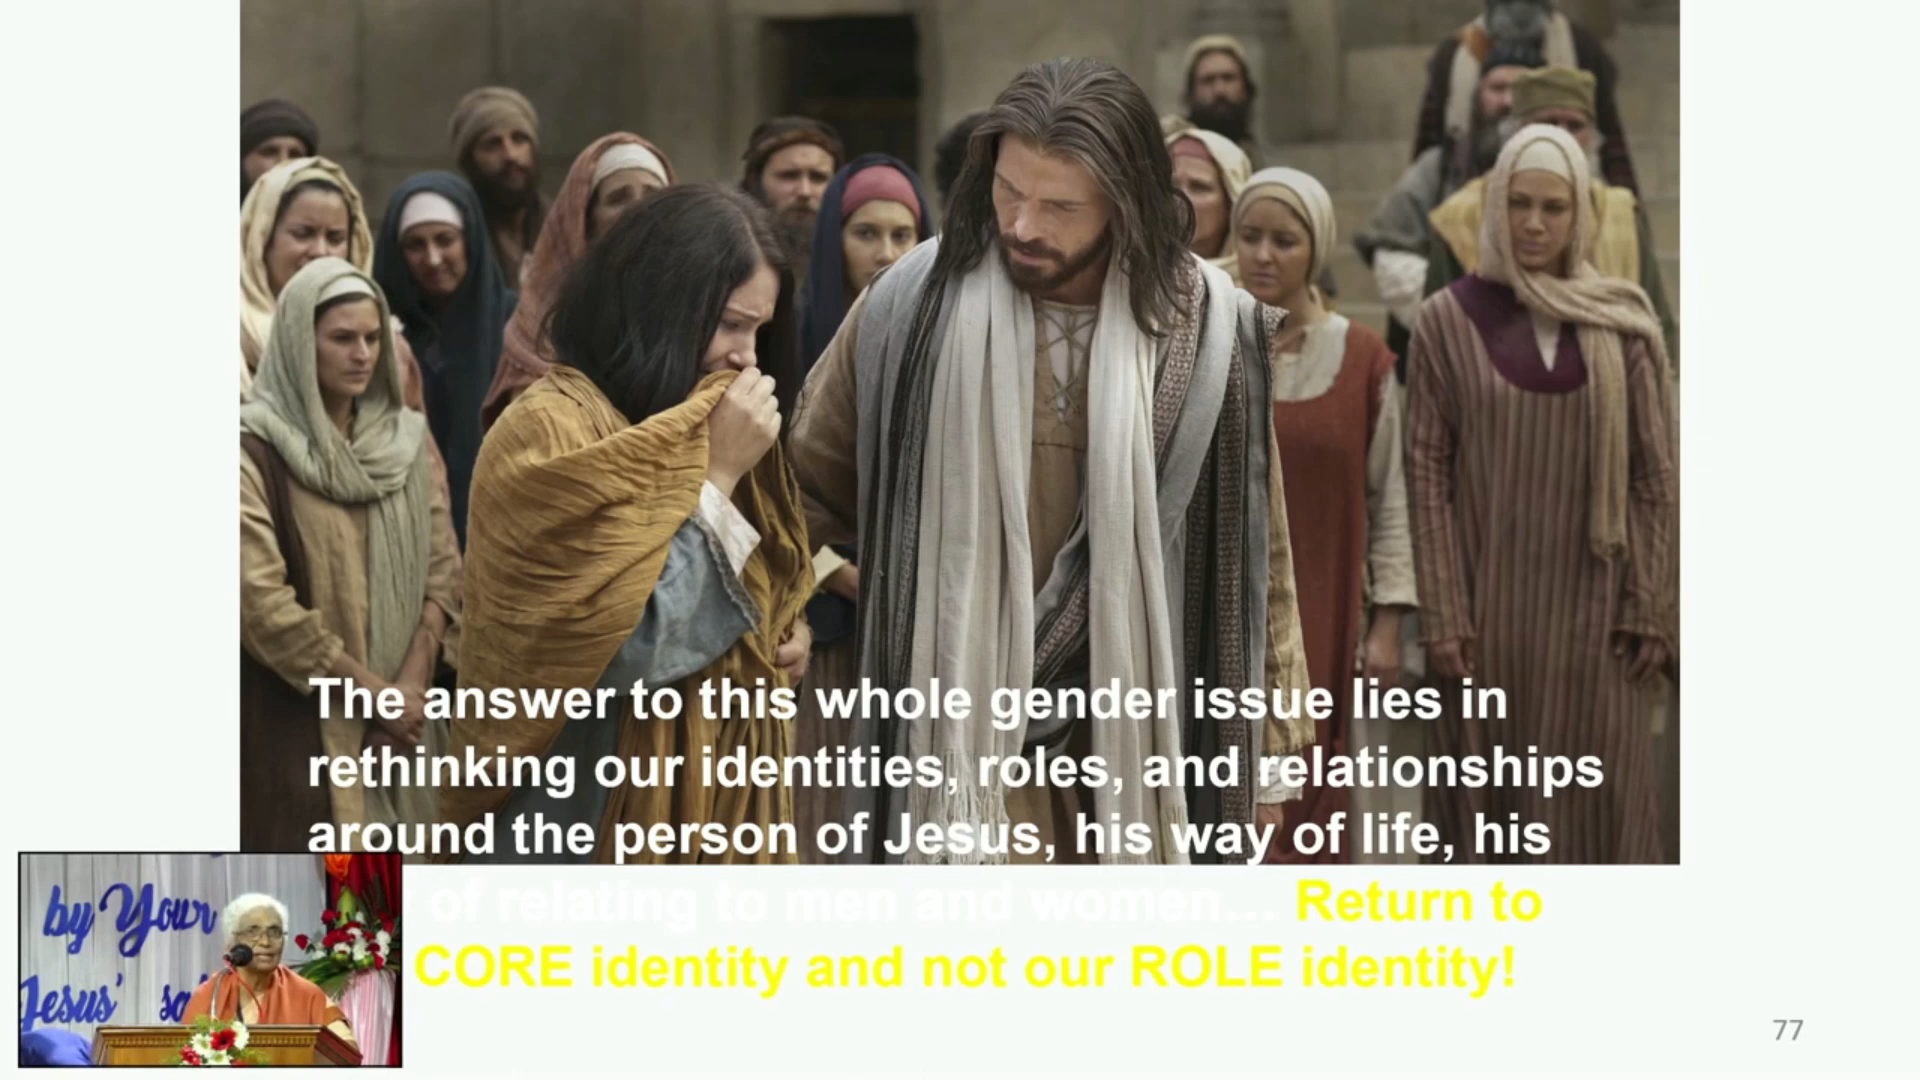 The answer to this whole gender issue lies in
rethinking our identities, roles, and relationships
around the person of Jesus, his way of life, his
of relating to men and women... Return to
CORE identity and not our ROLE identity!
77
by Your
Jesus'